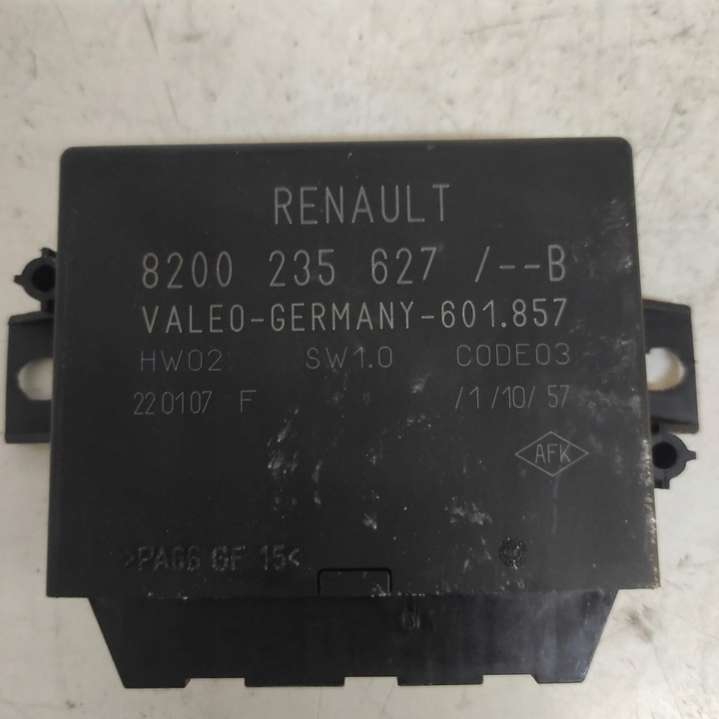 RENAULT
8200 235 627 /--B
VALEO-GERMANY-601.857
HW02 SW1.0 CODE03
220107 F /1/10/57
AFK
>PA66 GF 15<